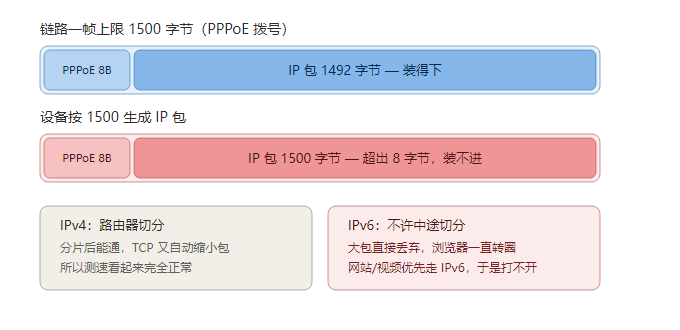 链路一帧上限 1500 字节（PPPoE 拨号）
PPPoE 8B
IP 包 1492 字节 — 装得下
设备按 1500 生成 IP 包
PPPoE 8B
IP 包 1500 字节 — 超出 8 字节，装不进
IPv4：路由器切分
分片后能通，TCP 又自动缩小包
所以测速看起来完全正常
IPv6：不许中途切分
大包直接丢弃，浏览器一直转圈
网站/视频优先走 IPv6，于是打不开